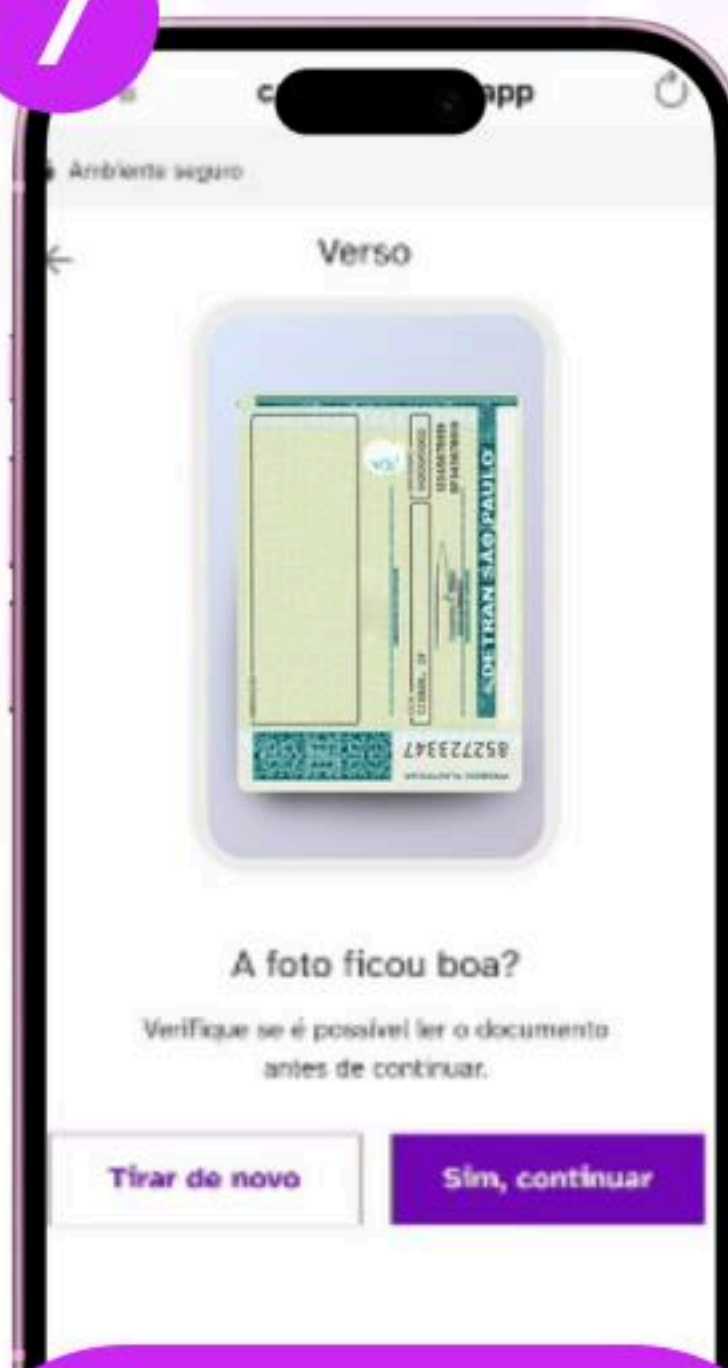 7
Ambiente seguro
Verso
DETRAN SÃO PAULO
852723347
A foto ficou boa?
Verifique se é possível ler o documento
antes de continuar.
Tirar de novo
Sim, continuar